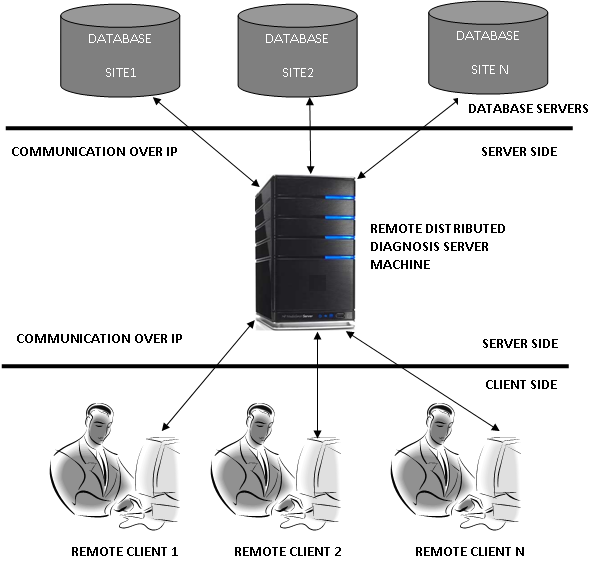 DATABASE
SITE1
DATABASE
SITE2
DATABASE
SITE N
DATABASE SERVERS
COMMUNICATION OVER IP
SERVER SIDE
REMOTE DISTRIBUTED
DIAGNOSIS SERVER
MACHINE
COMMUNICATION OVER IP
SERVER SIDE
CLIENT SIDE
REMOTE CLIENT 1
REMOTE CLIENT 2
REMOTE CLIENT N